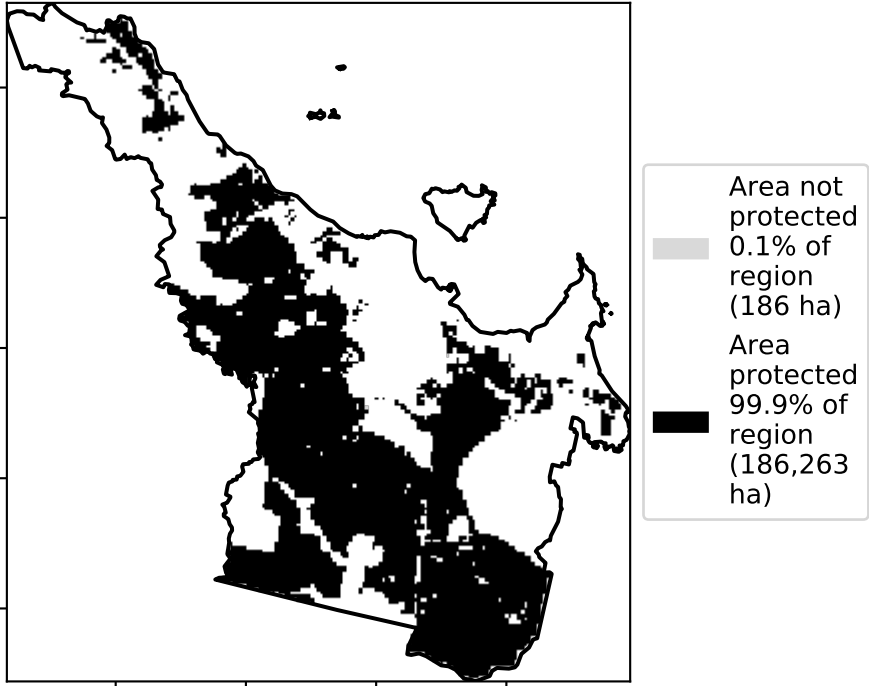 Area not
protected
0.1% of
region
(186 ha)
Area
protected
99.9% of
region
(186,263
ha)